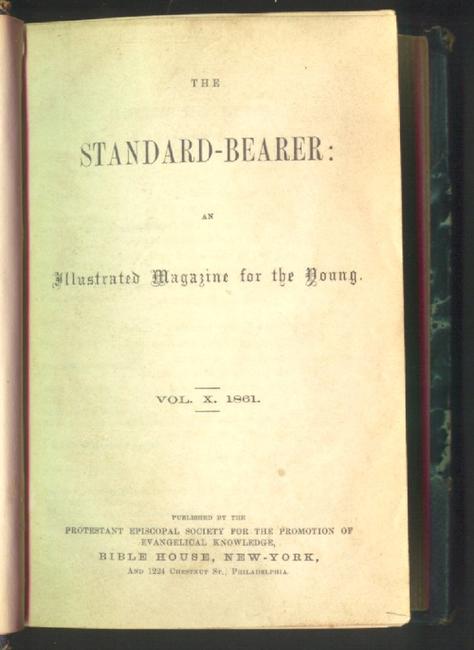 THE
STANDARD-BEARER:
AN
Illustrated Magazine for the Young.
VOL. X. 1861.
PUBLISHED BY THE
PROTESTANT EPISCOPAL SOCIETY FOR THE PROMOTION OF
EVANGELICAL KNOWLEDGE,
BIBLE HOUSE, NEW-YORK,
AND 1224 CHESTNUT ST., PHILADELPHIA.